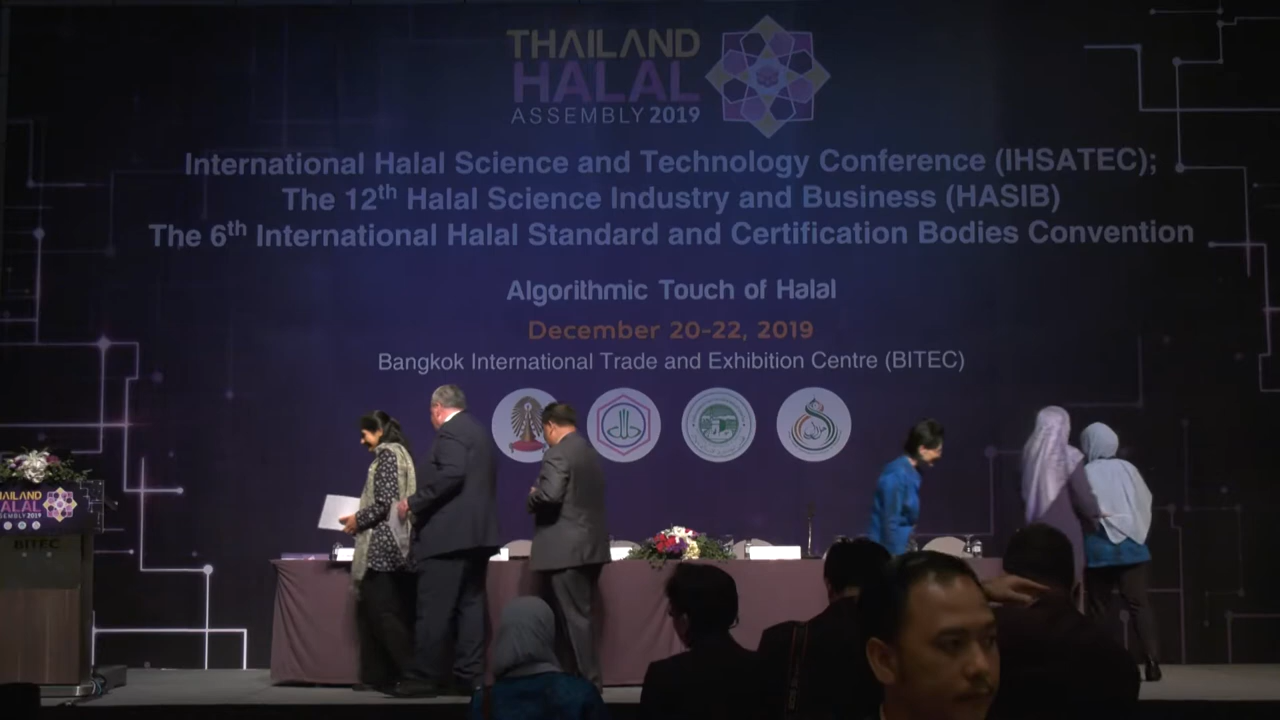 THAILAND
HALAL
ASSEMBLY 2019
International Halal Science and Technology Conference (IHSATEC);
The 12th Halal Science Industry and Business (HASIB)
The 6th International Halal Standard and Certification Bodies Convention
Algorithmic Touch of Halal
December 20-22, 2019
Bangkok International Trade and Exhibition Centre (BITEC)
THAILAND
HALAL
ASSEMBLY 2019
BITEC